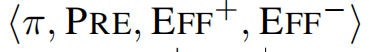 ⟨π, PRE, EFF⁺, EFF⁻⟩